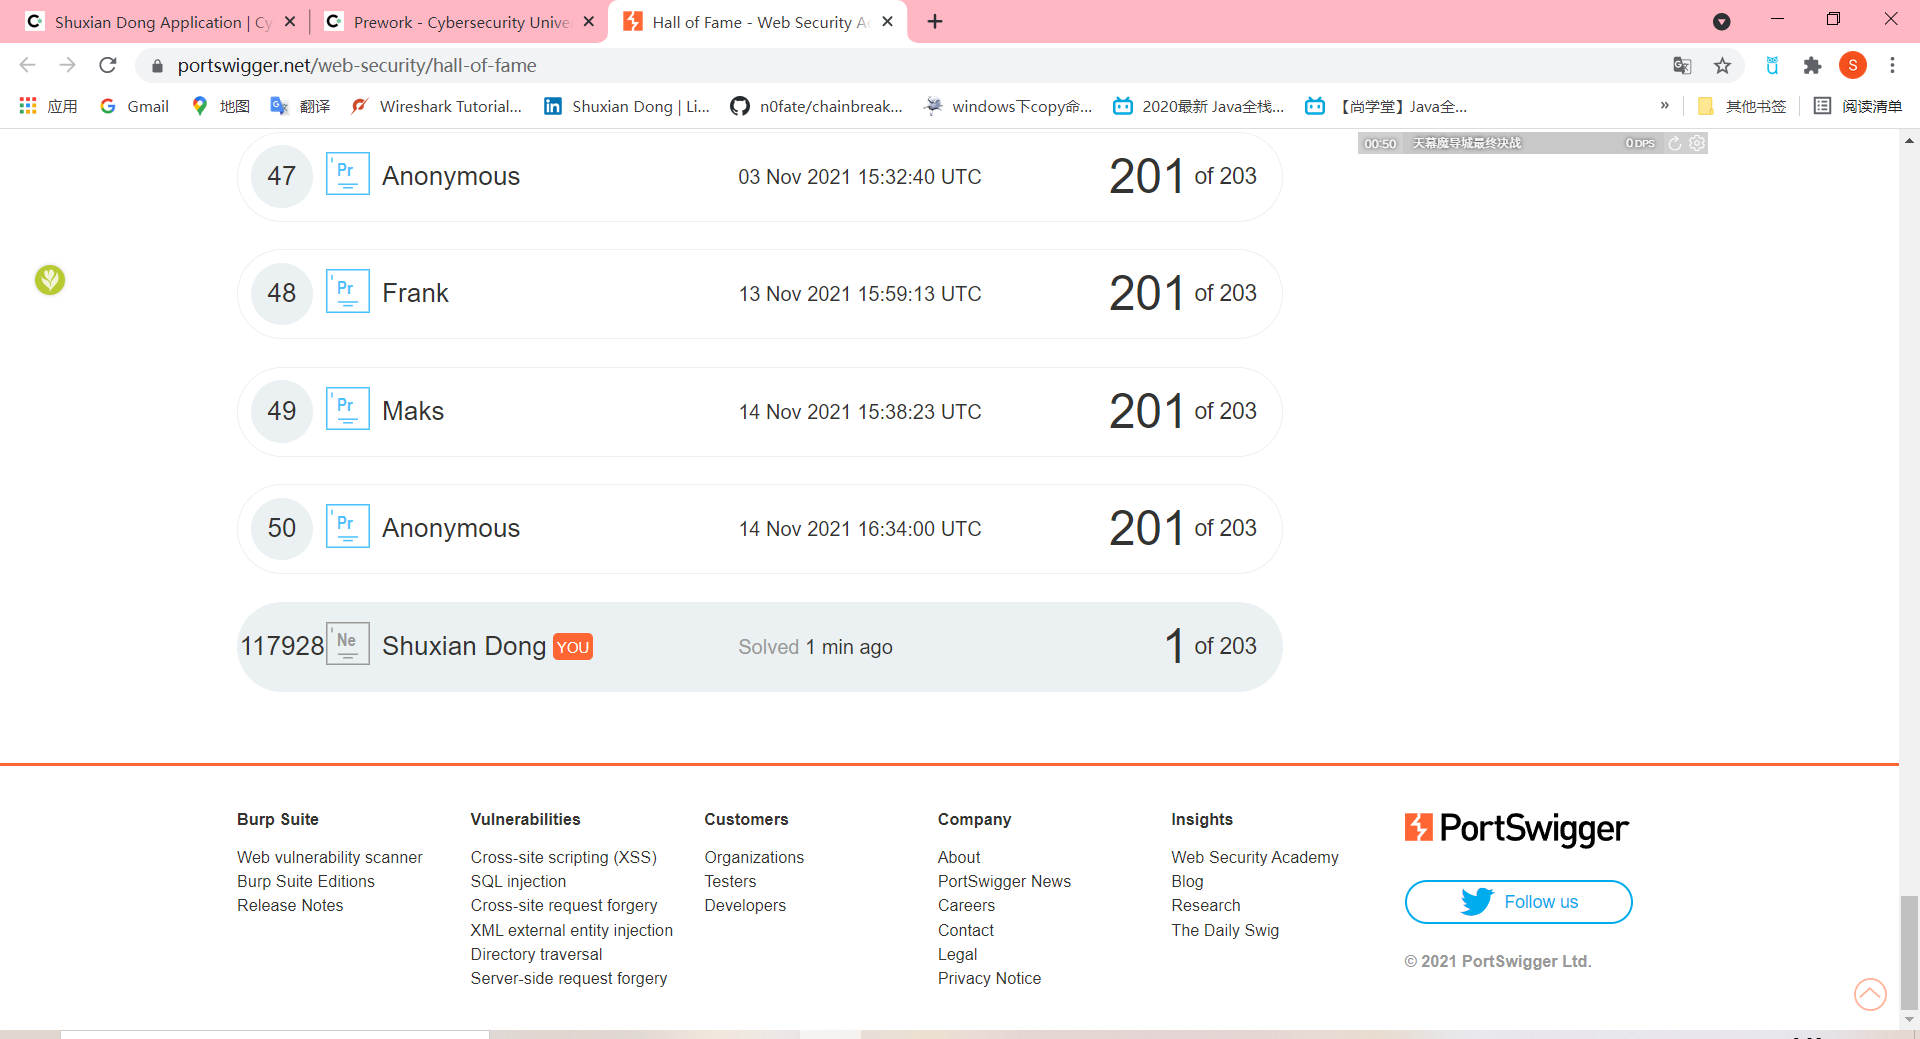 Shuxian Dong Application | Cy
Prework - Cybersecurity Unive
Hall of Fame - Web Security Ac
portswigger.net/web-security/hall-of-fame
S
应用
Gmail
地图
翻译
Wireshark Tutorial...
Shuxian Dong | Li...
n0fate/chainbreak...
windows下copy命...
2020最新 Java全栈...
【尚学堂】Java全...
»
其他书签
阅读清单
00:50 天幕魔导城最终决战 0 DPS
47 Pr Anonymous 03 Nov 2021 15:32:40 UTC 201 of 203
48 Pr Frank 13 Nov 2021 15:59:13 UTC 201 of 203
49 Pr Maks 14 Nov 2021 15:38:23 UTC 201 of 203
50 Pr Anonymous 14 Nov 2021 16:34:00 UTC 201 of 203
117928 Ne Shuxian Dong YOU Solved 1 min ago 1 of 203
Burp Suite
Web vulnerability scanner
Burp Suite Editions
Release Notes
Vulnerabilities
Cross-site scripting (XSS)
SQL injection
Cross-site request forgery
XML external entity injection
Directory traversal
Server-side request forgery
Customers
Organizations
Testers
Developers
Company
About
PortSwigger News
Careers
Contact
Legal
Privacy Notice
Insights
Web Security Academy
Blog
Research
The Daily Swig
PortSwigger
Follow us
© 2021 PortSwigger Ltd.